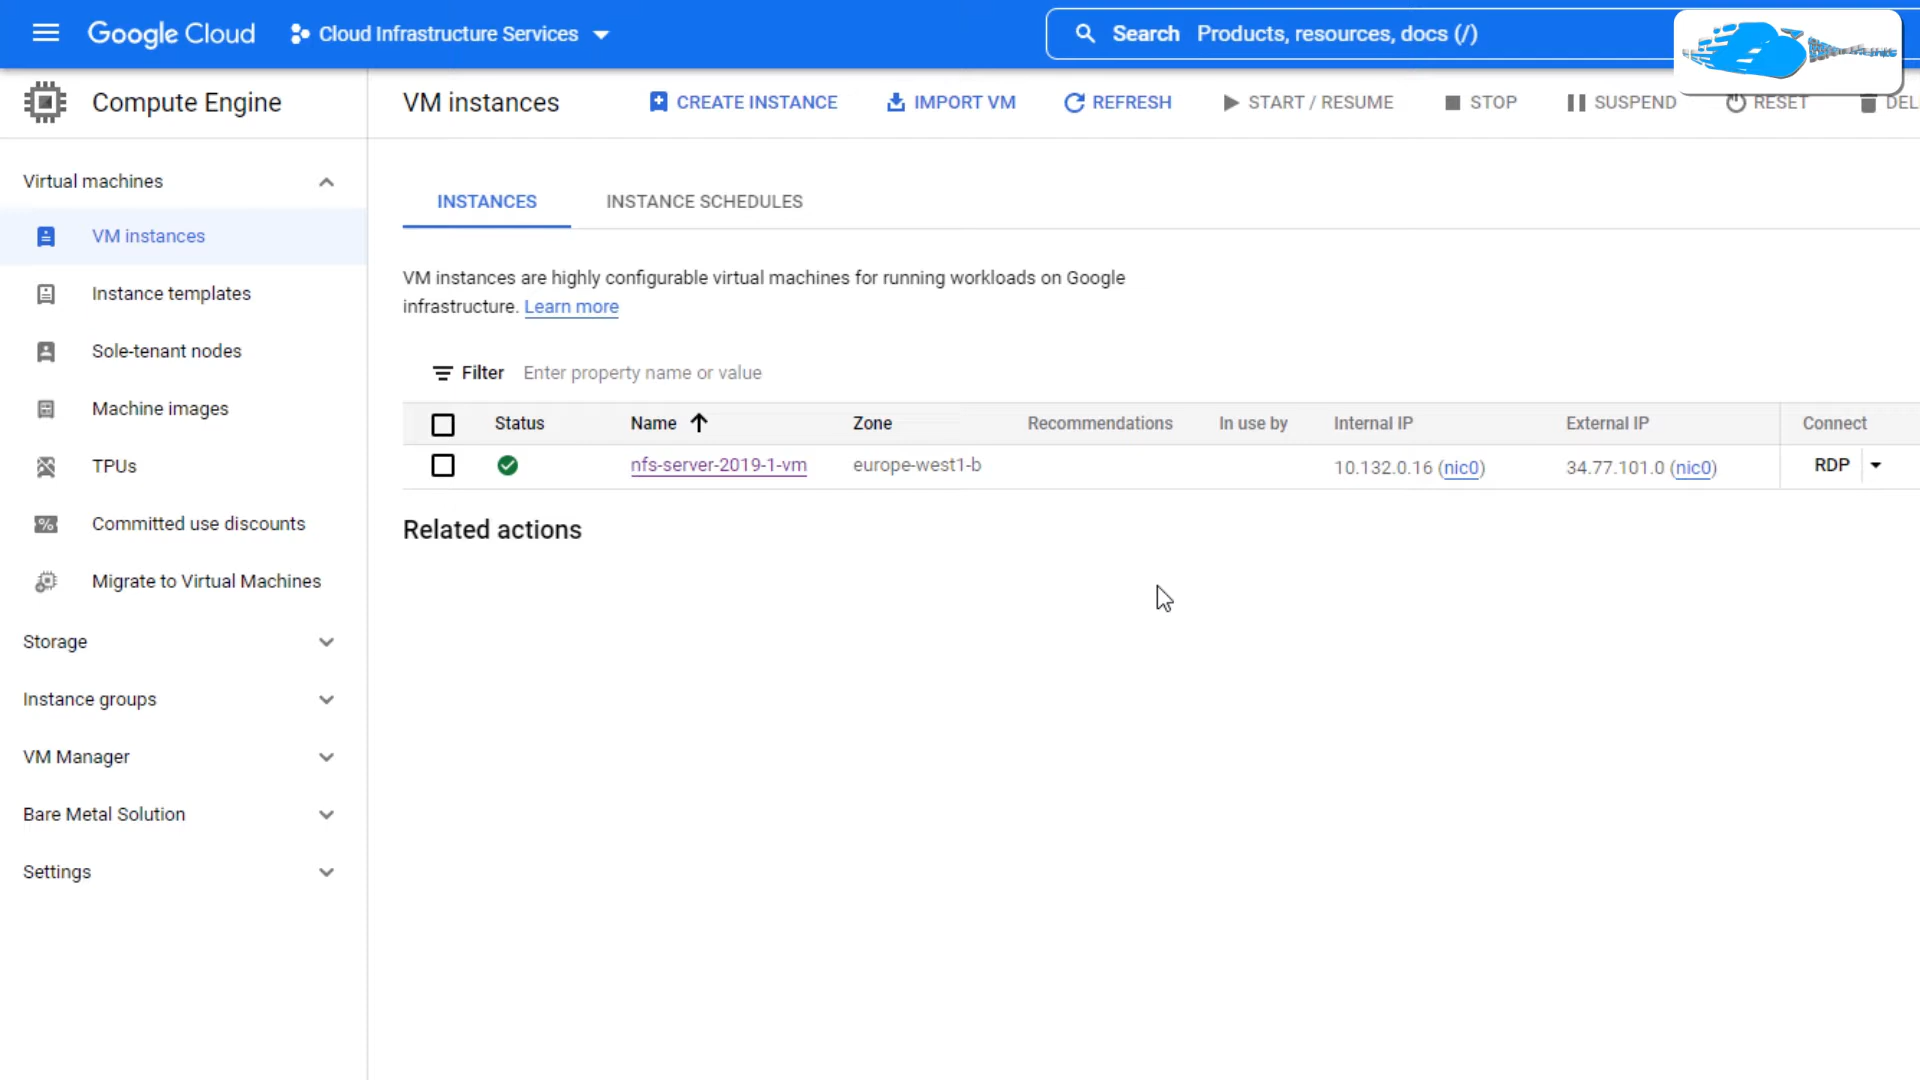 Google Cloud
Cloud Infrastructure Services
Search Products, resources, docs (/)
Compute Engine
VM instances
CREATE INSTANCE
IMPORT VM
REFRESH
START / RESUME
STOP
SUSPEND
RESET
DEL
Virtual machines
VM instances
Instance templates
Sole-tenant nodes
Machine images
TPUs
Committed use discounts
Migrate to Virtual Machines
Storage
Instance groups
VM Manager
Bare Metal Solution
Settings
INSTANCES
INSTANCE SCHEDULES
VM instances are highly configurable virtual machines for running workloads on Google
infrastructure. Learn more
Filter Enter property name or value
Status Name Zone Recommendations In use by Internal IP External IP Connect
nfs-server-2019-1-vm europe-west1-b 10.132.0.16 (nic0) 34.77.101.0 (nic0) RDP
Related actions